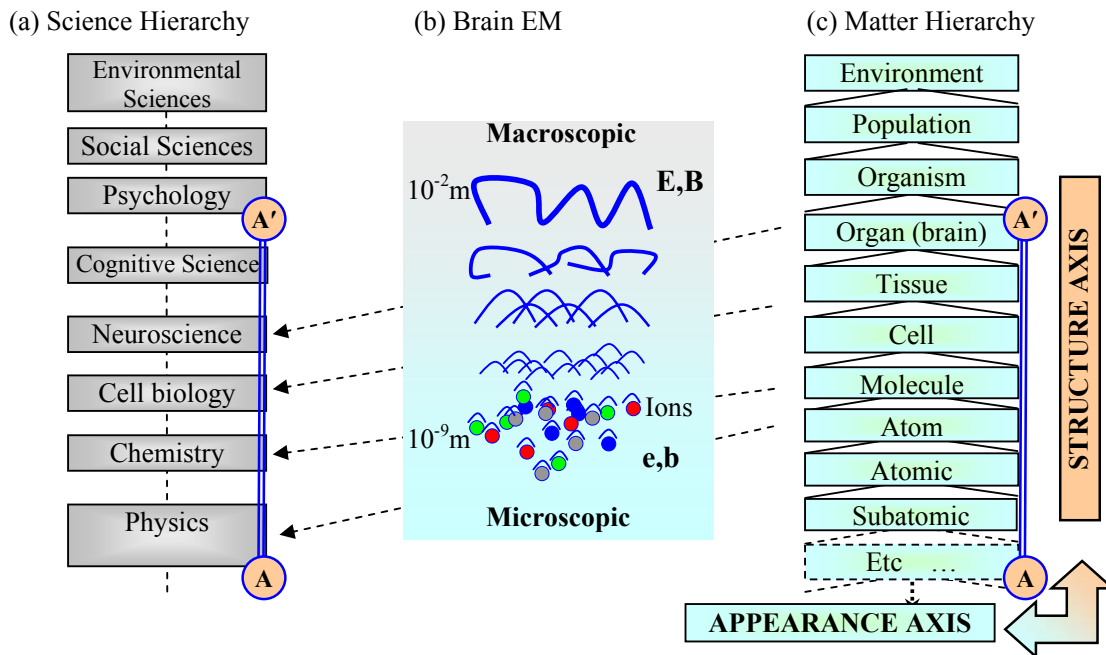 (a) Science Hierarchy
Environmental
Sciences
Social Sciences
Psychology
A′
Cognitive Science
Neuroscience
Cell biology
Chemistry
Physics
A
(b) Brain EM
Macroscopic
10⁻²m
E,B
Ions
10⁻⁹m
e,b
Microscopic
(c) Matter Hierarchy
Environment
Population
Organism
Organ (brain)
A′
Tissue
Cell
Molecule
Atom
Atomic
Subatomic
Etc …
A
STRUCTURE AXIS
APPEARANCE AXIS